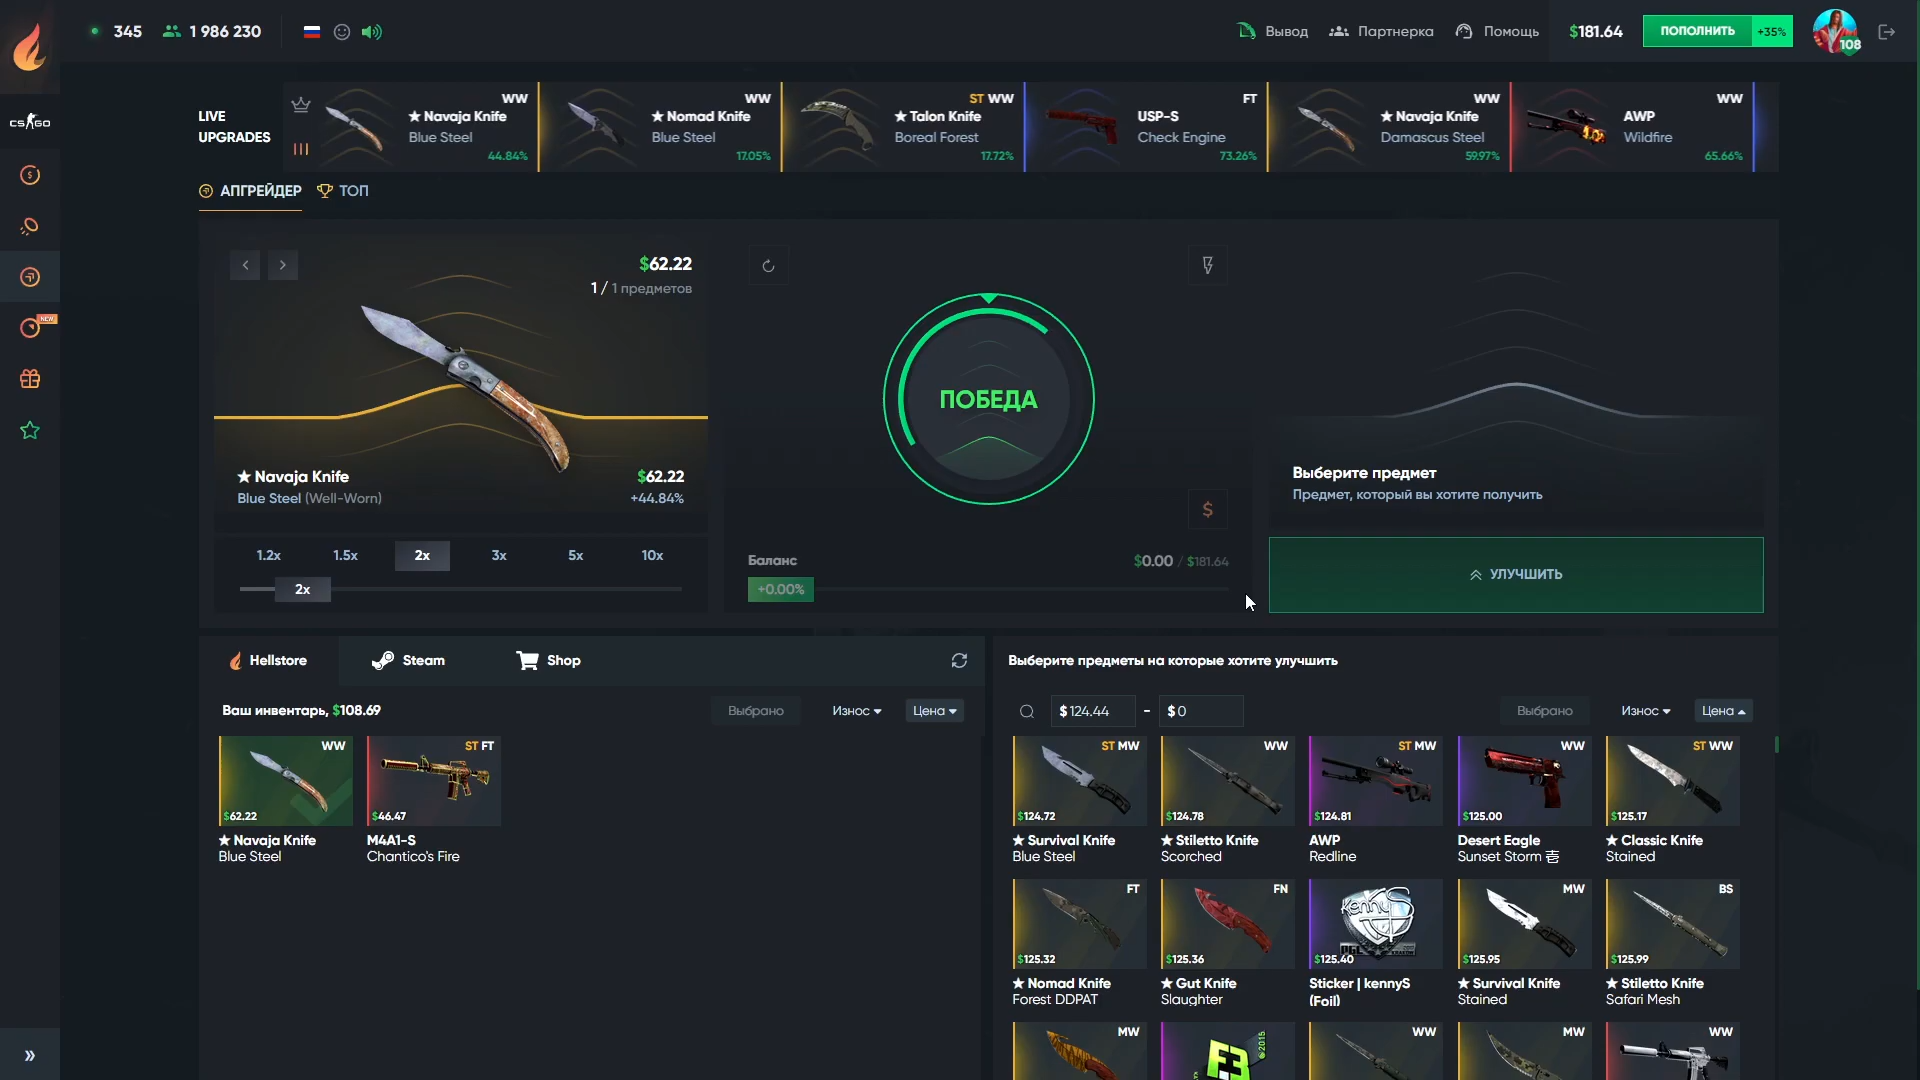 345
1 986 230
Вывод
Партнерка
Помощь
$181.64
ПОПОЛНИТЬ
+35%
108
CS GO
NEW
LIVE
UPGRADES
WW
★ Navaja Knife
Blue Steel
44.84%
WW
★ Nomad Knife
Blue Steel
17.05%
ST WW
★ Talon Knife
Boreal Forest
17.72%
FT
USP-S
Check Engine
73.26%
WW
★ Navaja Knife
Damascus Steel
59.97%
WW
AWP
Wildfire
65.66%
АПГРЕЙДЕР
ТОП
$62.22
1 / 1 предметов
★ Navaja Knife
$62.22
Blue Steel (Well-Worn)
+44.84%
1.2x 1.5x 2x 3x 5x 10x
2x
ПОБЕДА
$
Баланс
$0.00 / $181.64
+0.00%
Выберите предмет
Предмет, который вы хотите получить
УЛУЧШИТЬ
Hellstore
Steam
Shop
Ваш инвентарь, $108.69
Выбрано
Износ
Цена
WW
$62.22
★ Navaja Knife
Blue Steel
ST FT
$46.47
M4A1-S
Chantico's Fire
Выберите предметы на которые хотите улучшить
$ 124.44 - $ 0
Выбрано
Износ
Цена
ST MW
$124.72
★ Survival Knife
Blue Steel
WW
$124.78
★ Stiletto Knife
Scorched
ST MW
$124.81
AWP
Redline
WW
$125.00
Desert Eagle
Sunset Storm 壱
ST WW
$125.17
★ Classic Knife
Stained
FT
$125.32
★ Nomad Knife
Forest DDPAT
FN
$125.36
★ Gut Knife
Slaughter
KennyS
$125.40
Sticker | kennyS
(Foil)
MW
$125.95
★ Survival Knife
Stained
BS
$125.99
★ Stiletto Knife
Safari Mesh
MW
2015
WW
MW
WW